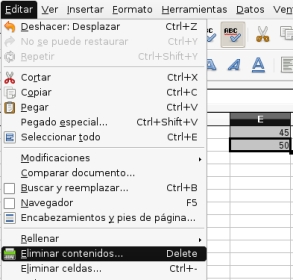 Editar Ver Insertar Formato Herramientas Datos Ven
Deshacer: Desplazar Ctrl+Z
No se puede restaurar Ctrl+Y
Repetir Ctrl+Shift+Y
Cortar Ctrl+X
Copiar Ctrl+C
Pegar Ctrl+V
Pegado especial... Ctrl+Shift+V
Seleccionar todo Ctrl+E
Modificaciones
Comparar documento...
Buscar y reemplazar... Ctrl+B
Navegador F5
Encabezamientos y pies de página...
Rellenar
Eliminar contenidos... Delete
Eliminar celdas... Ctrl+-
ABC
A A
E
45
50